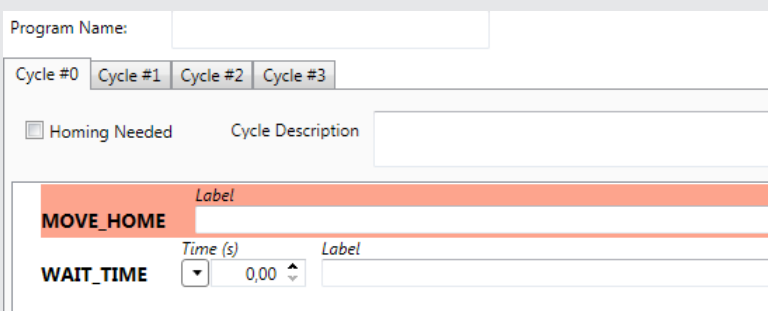 Program Name:
Cycle #0 Cycle #1 Cycle #2 Cycle #3
Homing Needed Cycle Description
Label
MOVE_HOME
Time (s) Label
WAIT_TIME 0,00